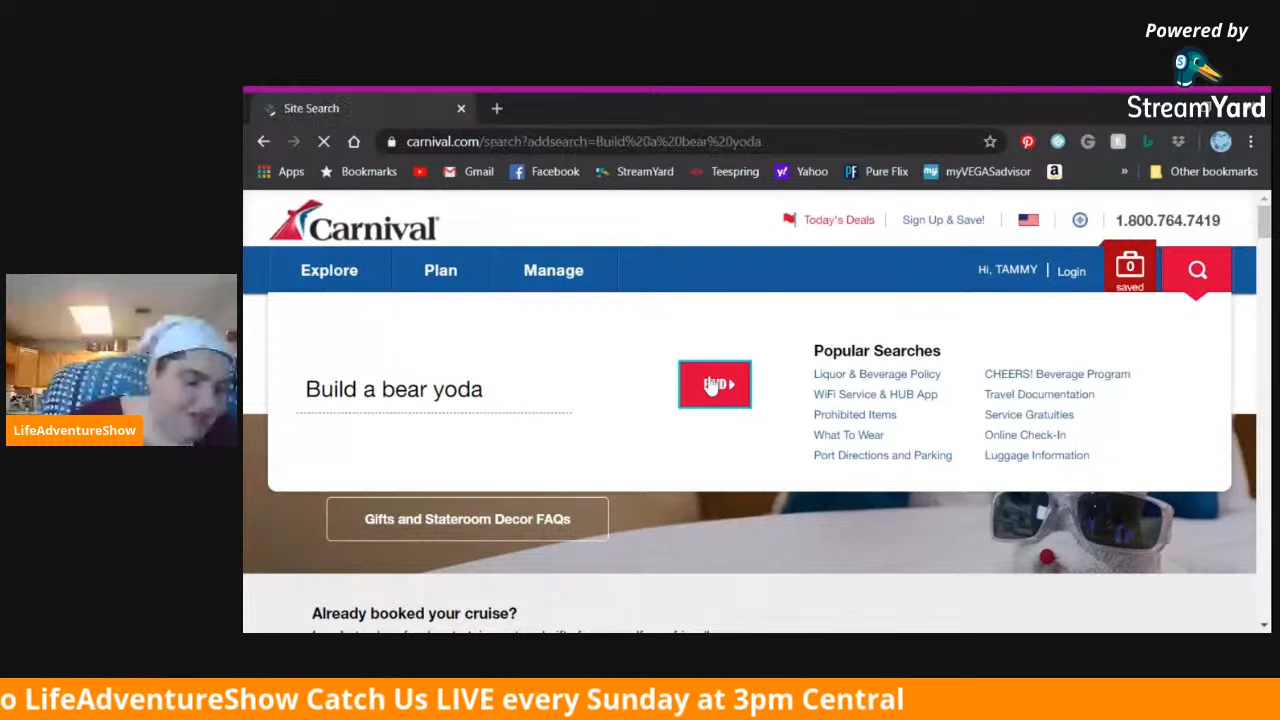 Powered by
StreamYard
Site Search
carnival.com/search?addsearch=Build%20a%20bear%20yoda
Apps
Bookmarks
Gmail
Facebook
StreamYard
Teespring
Yahoo
PF Pure Flix
my myVEGASadvisor
a
»
Other bookmarks
Carnival
Today's Deals
Sign Up & Save!
1.800.764.7419
Explore
Plan
Manage
Hi, TAMMY | Login
0
saved
Build a bear yoda
Popular Searches
Liquor & Beverage Policy
WiFi Service & HUB App
Prohibited Items
What To Wear
Port Directions and Parking
CHEERS! Beverage Program
Travel Documentation
Service Gratuities
Online Check-In
Luggage Information
LifeAdventureShow
Gifts and Stateroom Decor FAQs
Already booked your cruise?
o LifeAdventureShow Catch Us LIVE every Sunday at 3pm Central